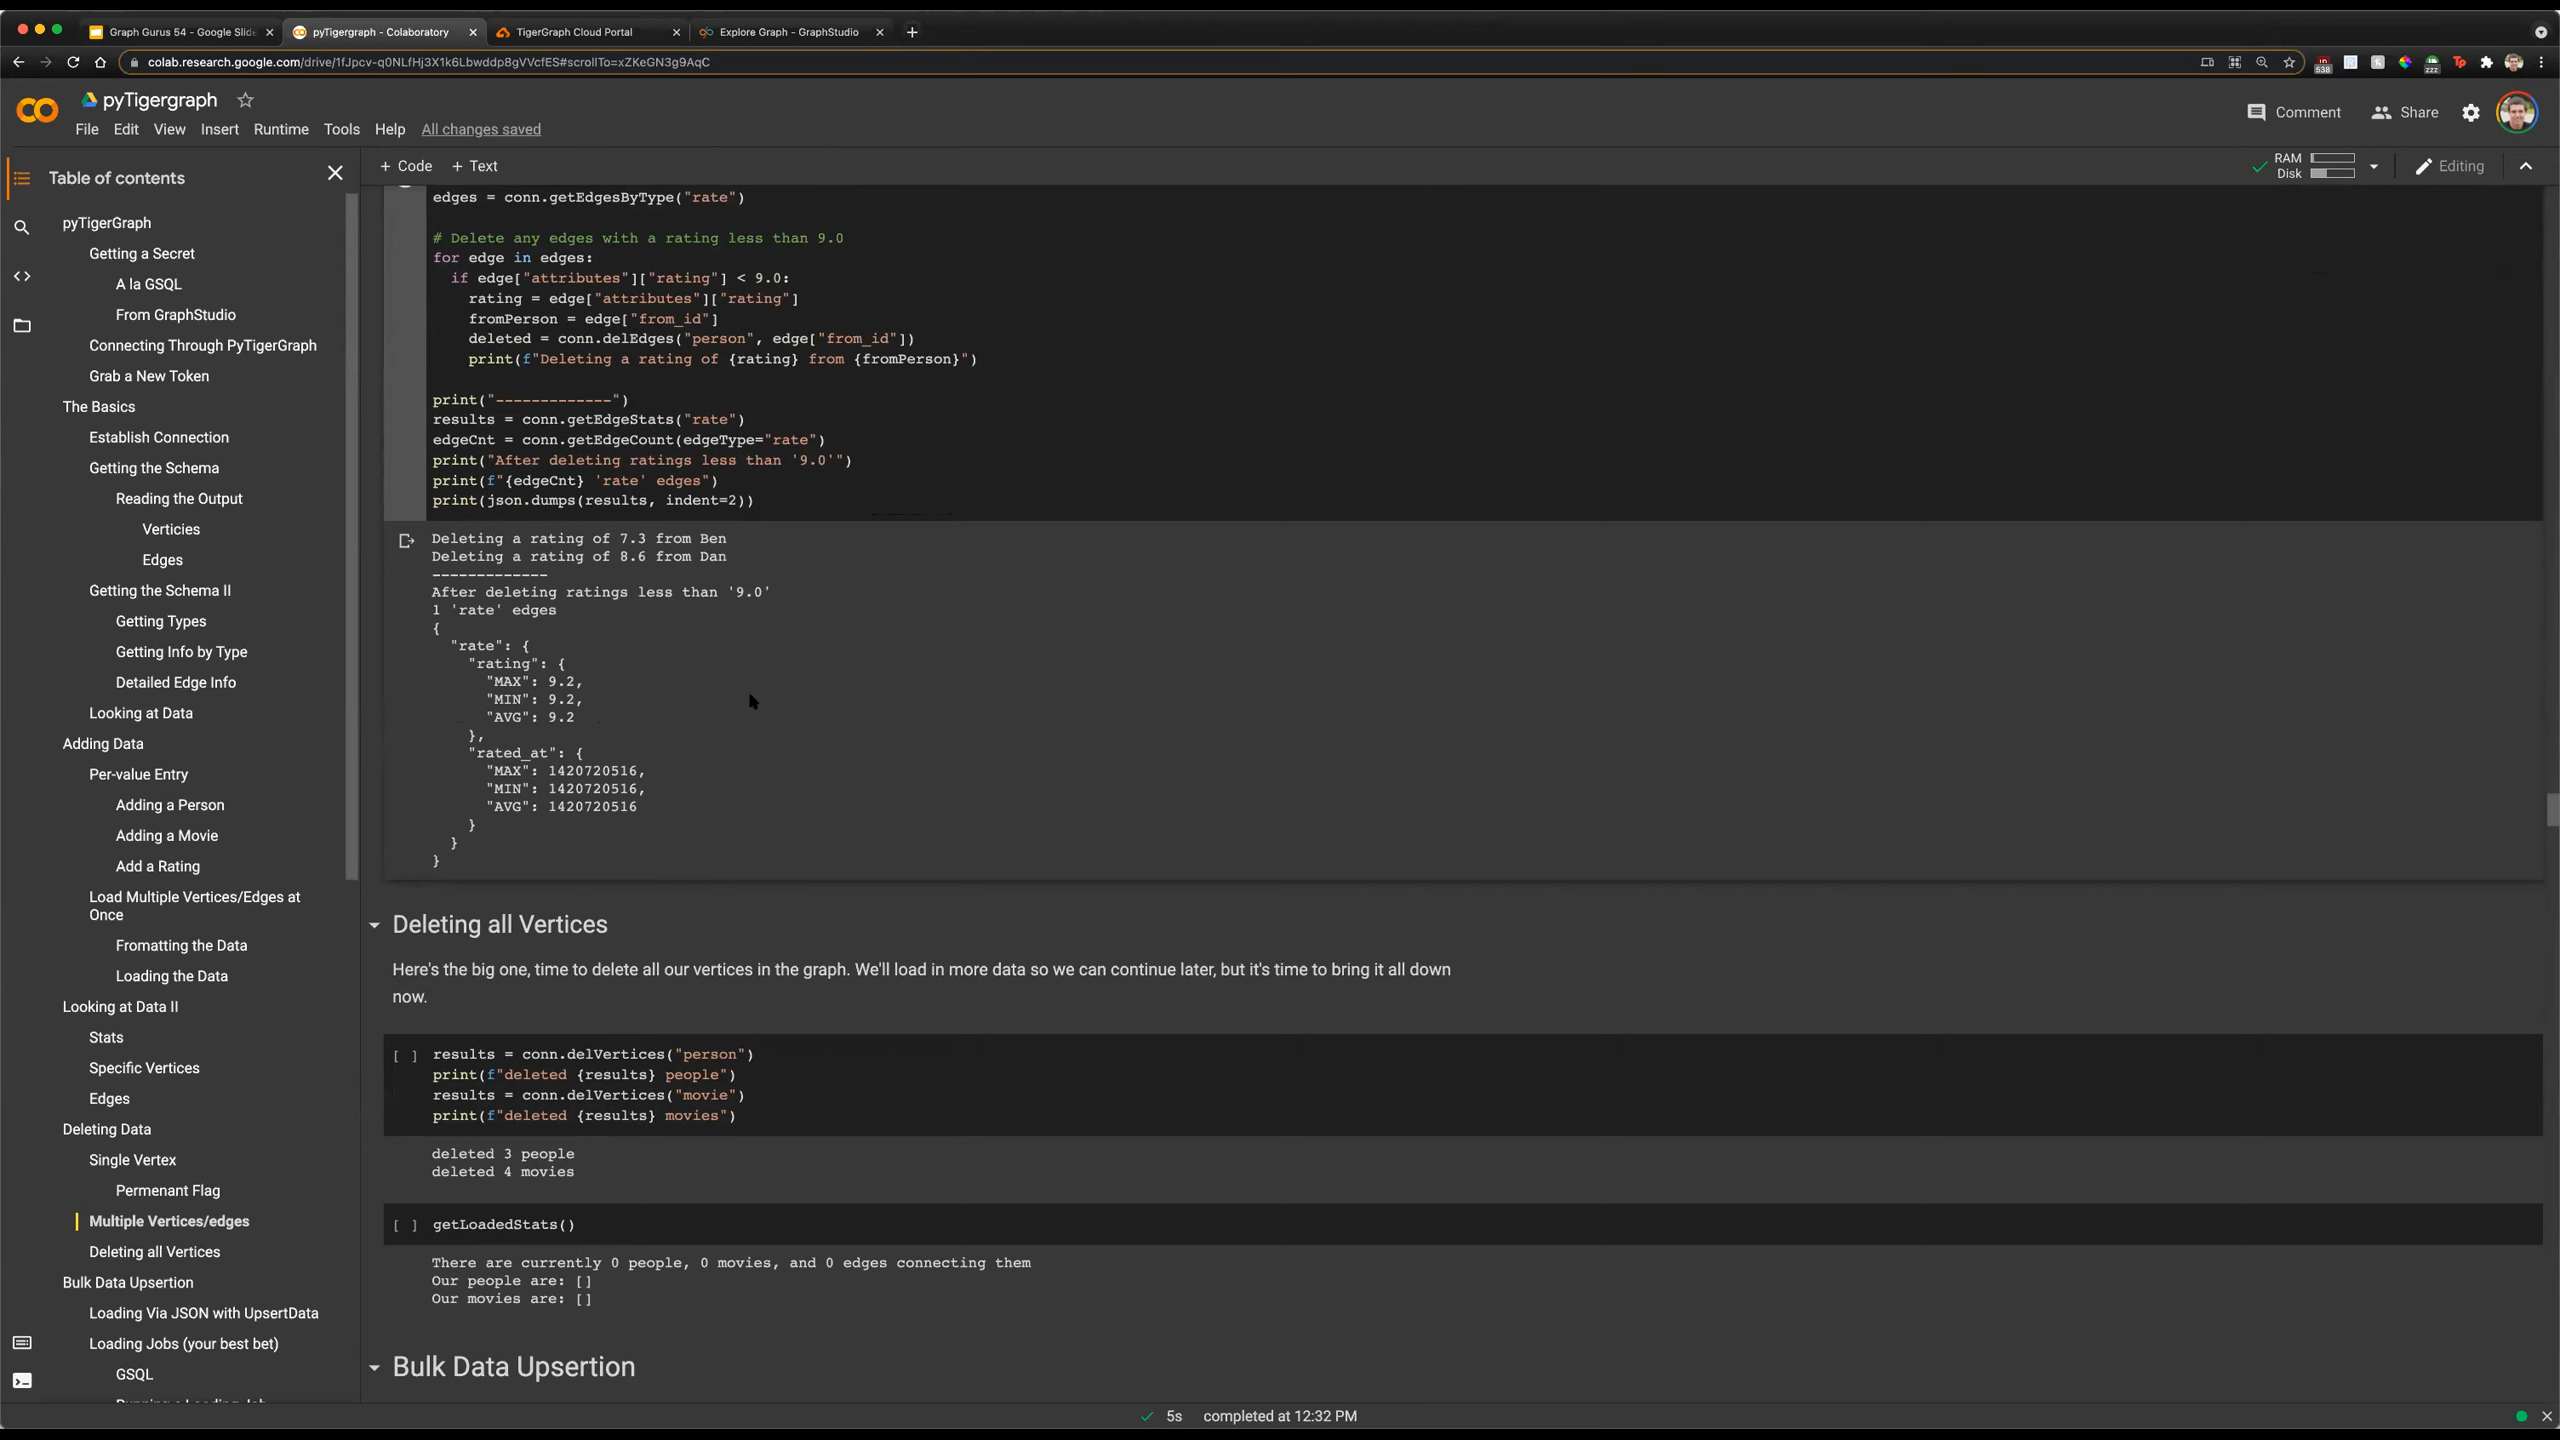 Graph Gurus 54 - Google Slide
pyTigergraph - Colaboratory
TigerGraph Cloud Portal
Explore Graph - GraphStudio
colab.research.google.com/drive/1fJpcv-q0NLfHj3X1k6Lbwddp8gVVcfES#scrollTo=xZKeGN3g9AqC
pyTigergraph
Comment
Share
File Edit View Insert Runtime Tools Help All changes saved
Table of contents
+ Code + Text
RAM
Disk
Editing
pyTigerGraph
Getting a Secret
A la GSQL
From GraphStudio
Connecting Through PyTigerGraph
Grab a New Token
The Basics
Establish Connection
Getting the Schema
Reading the Output
Verticies
Edges
Getting the Schema II
Getting Types
Getting Info by Type
Detailed Edge Info
Looking at Data
Adding Data
Per-value Entry
Adding a Person
Adding a Movie
Add a Rating
Load Multiple Vertices/Edges at
Once
Fromatting the Data
Loading the Data
Looking at Data II
Stats
Specific Vertices
Edges
Deleting Data
Single Vertex
Permenant Flag
Multiple Vertices/edges
Deleting all Vertices
Bulk Data Upsertion
Loading Via JSON with UpsertData
Loading Jobs (your best bet)
GSQL
Running a Loading Job
edges = conn.getEdgesByType("rate")
# Delete any edges with a rating less than 9.0
for edge in edges:
if edge["attributes"]["rating"] < 9.0:
rating = edge["attributes"]["rating"]
fromPerson = edge["from_id"]
deleted = conn.delEdges("person", edge["from_id"])
print(f"Deleting a rating of {rating} from {fromPerson}")
print("-------------")
results = conn.getEdgeStats("rate")
edgeCnt = conn.getEdgeCount(edgeType="rate")
print("After deleting ratings less than '9.0'")
print(f"{edgeCnt} 'rate' edges")
print(json.dumps(results, indent=2))
Deleting a rating of 7.3 from Ben
Deleting a rating of 8.6 from Dan
-------------
After deleting ratings less than '9.0'
1 'rate' edges
{
"rate": {
"rating": {
"MAX": 9.2,
"MIN": 9.2,
"AVG": 9.2
},
"rated_at": {
"MAX": 1420720516,
"MIN": 1420720516,
"AVG": 1420720516
}
}
}
Deleting all Vertices
Here's the big one, time to delete all our vertices in the graph. We'll load in more data so we can continue later, but it's time to bring it all down
now.
[ ] results = conn.delVertices("person")
print(f"deleted {results} people")
results = conn.delVertices("movie")
print(f"deleted {results} movies")
deleted 3 people
deleted 4 movies
[ ] getLoadedStats()
There are currently 0 people, 0 movies, and 0 edges connecting them
Our people are: []
Our movies are: []
Bulk Data Upsertion
5s completed at 12:32 PM